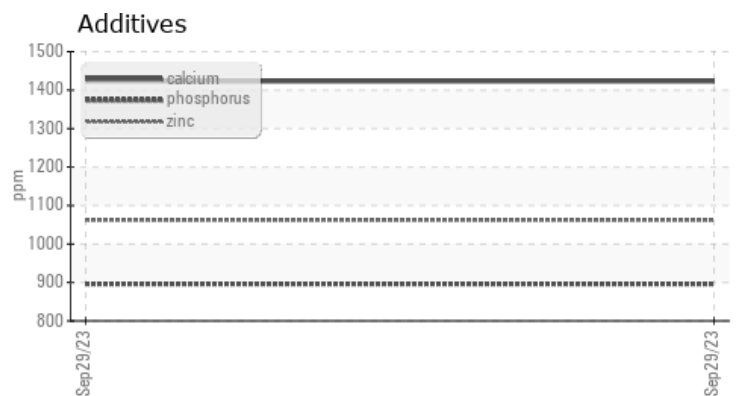 Additives
1500
1400
1300
1200
1100
1000
900
800
ppm
calcium
phosphorus
zinc
Sep29/23
Sep29/23